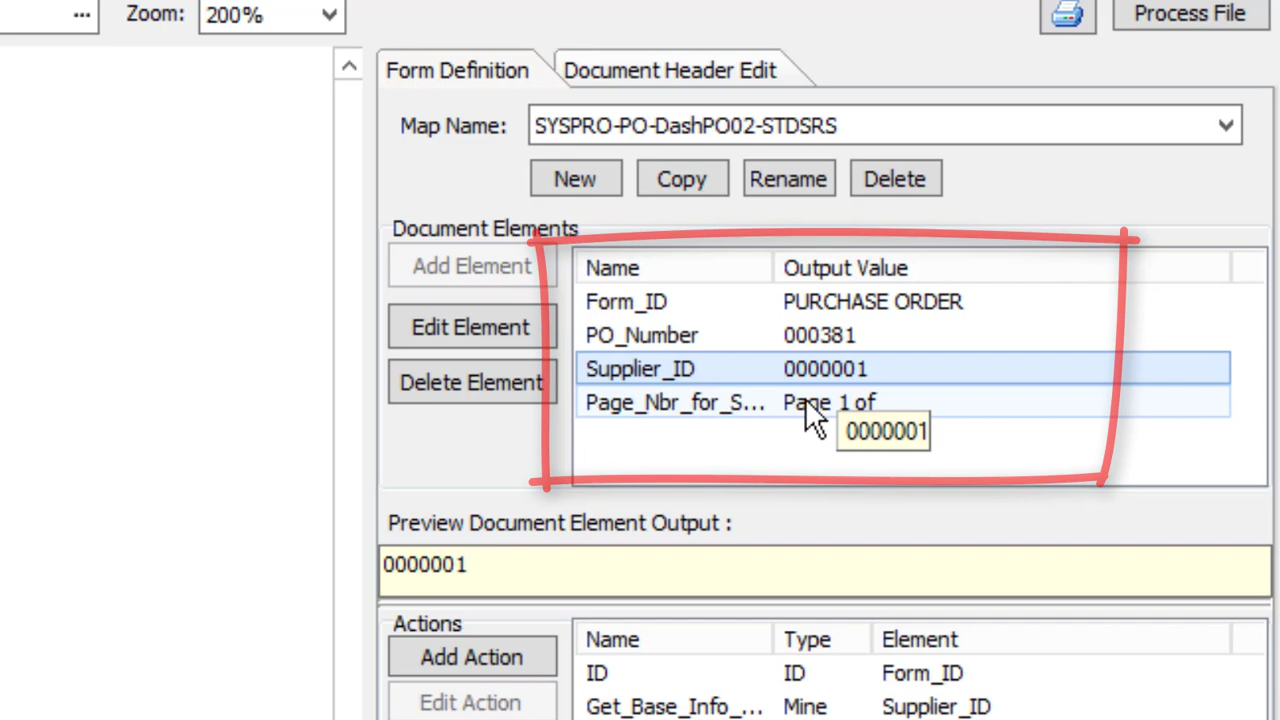 ... Zoom: 200% Process File
Form Definition Document Header Edit
Map Name: SYSPRO-PO-DashPO02-STDSRS
New Copy Rename Delete
Document Elements
Add Element Name Output Value
Form_ID PURCHASE ORDER
Edit Element PO_Number 000381
Supplier_ID 0000001
Delete Element
Page_Nbr_for_S... Page 1 of
0000001
Preview Document Element Output :
0000001
Actions
Name Type Element
Add Action
ID ID Form_ID
Edit Action Get_Base_Info_... Mine Supplier_ID